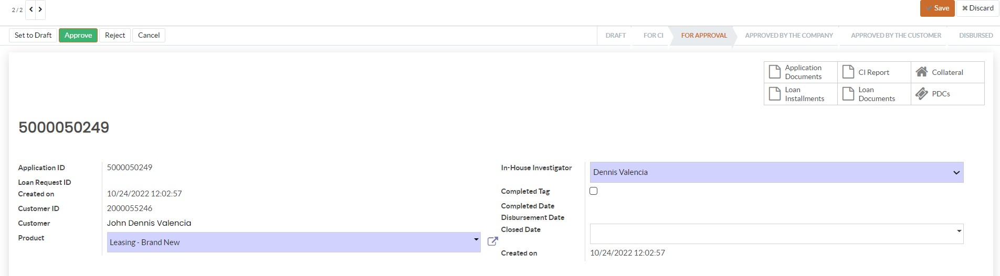 2 / 2
Save
Discard
Set to Draft
Approve
Reject
Cancel
DRAFT
FOR CI
FOR APPROVAL
APPROVED BY THE COMPANY
APPROVED BY THE CUSTOMER
DISBURSED
Application
Documents
CI Report
Collateral
Loan
Installments
Loan
Documents
PDCs
5000050249
Application ID 5000050249
Loan Request ID
Created on 10/24/2022 12:02:57
Customer ID 2000055246
Customer John Dennis Valencia
Product Leasing - Brand New
In-House Investigator Dennis Valencia
Completed Tag
Completed Date
Disbursement Date
Closed Date
Created on 10/24/2022 12:02:57